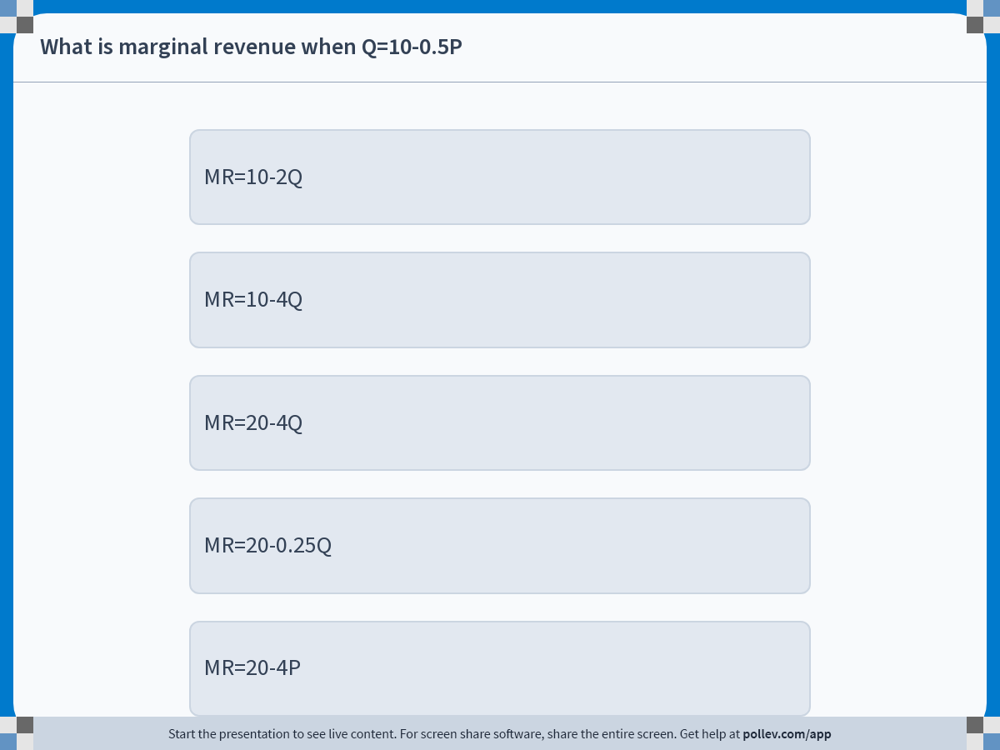 What is marginal revenue when Q=10-0.5P
MR=10-2Q
MR=10-4Q
MR=20-4Q
MR=20-0.25Q
MR=20-4P
Start the presentation to see live content. For screen share software, share the entire screen. Get help at pollev.com/app